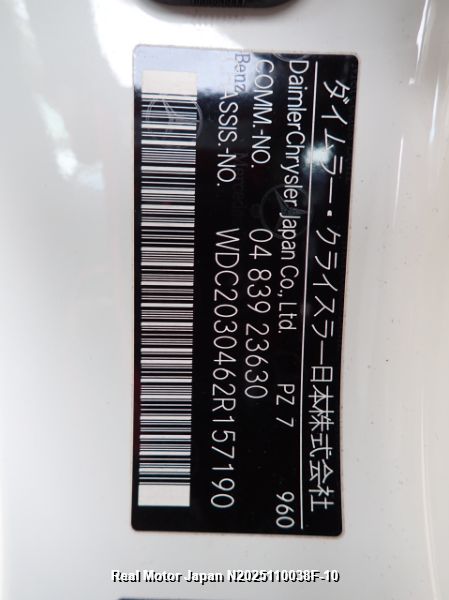 ダイムラー・クライスラー日本株式会社
DaimlerChrysler Japan Co., Ltd. PZ 7 960
COMM.-NO. 04 839 23630
CHASSIS.-NO. WDC2030462R157190
Benz
Real Motor Japan N2025110038F-10